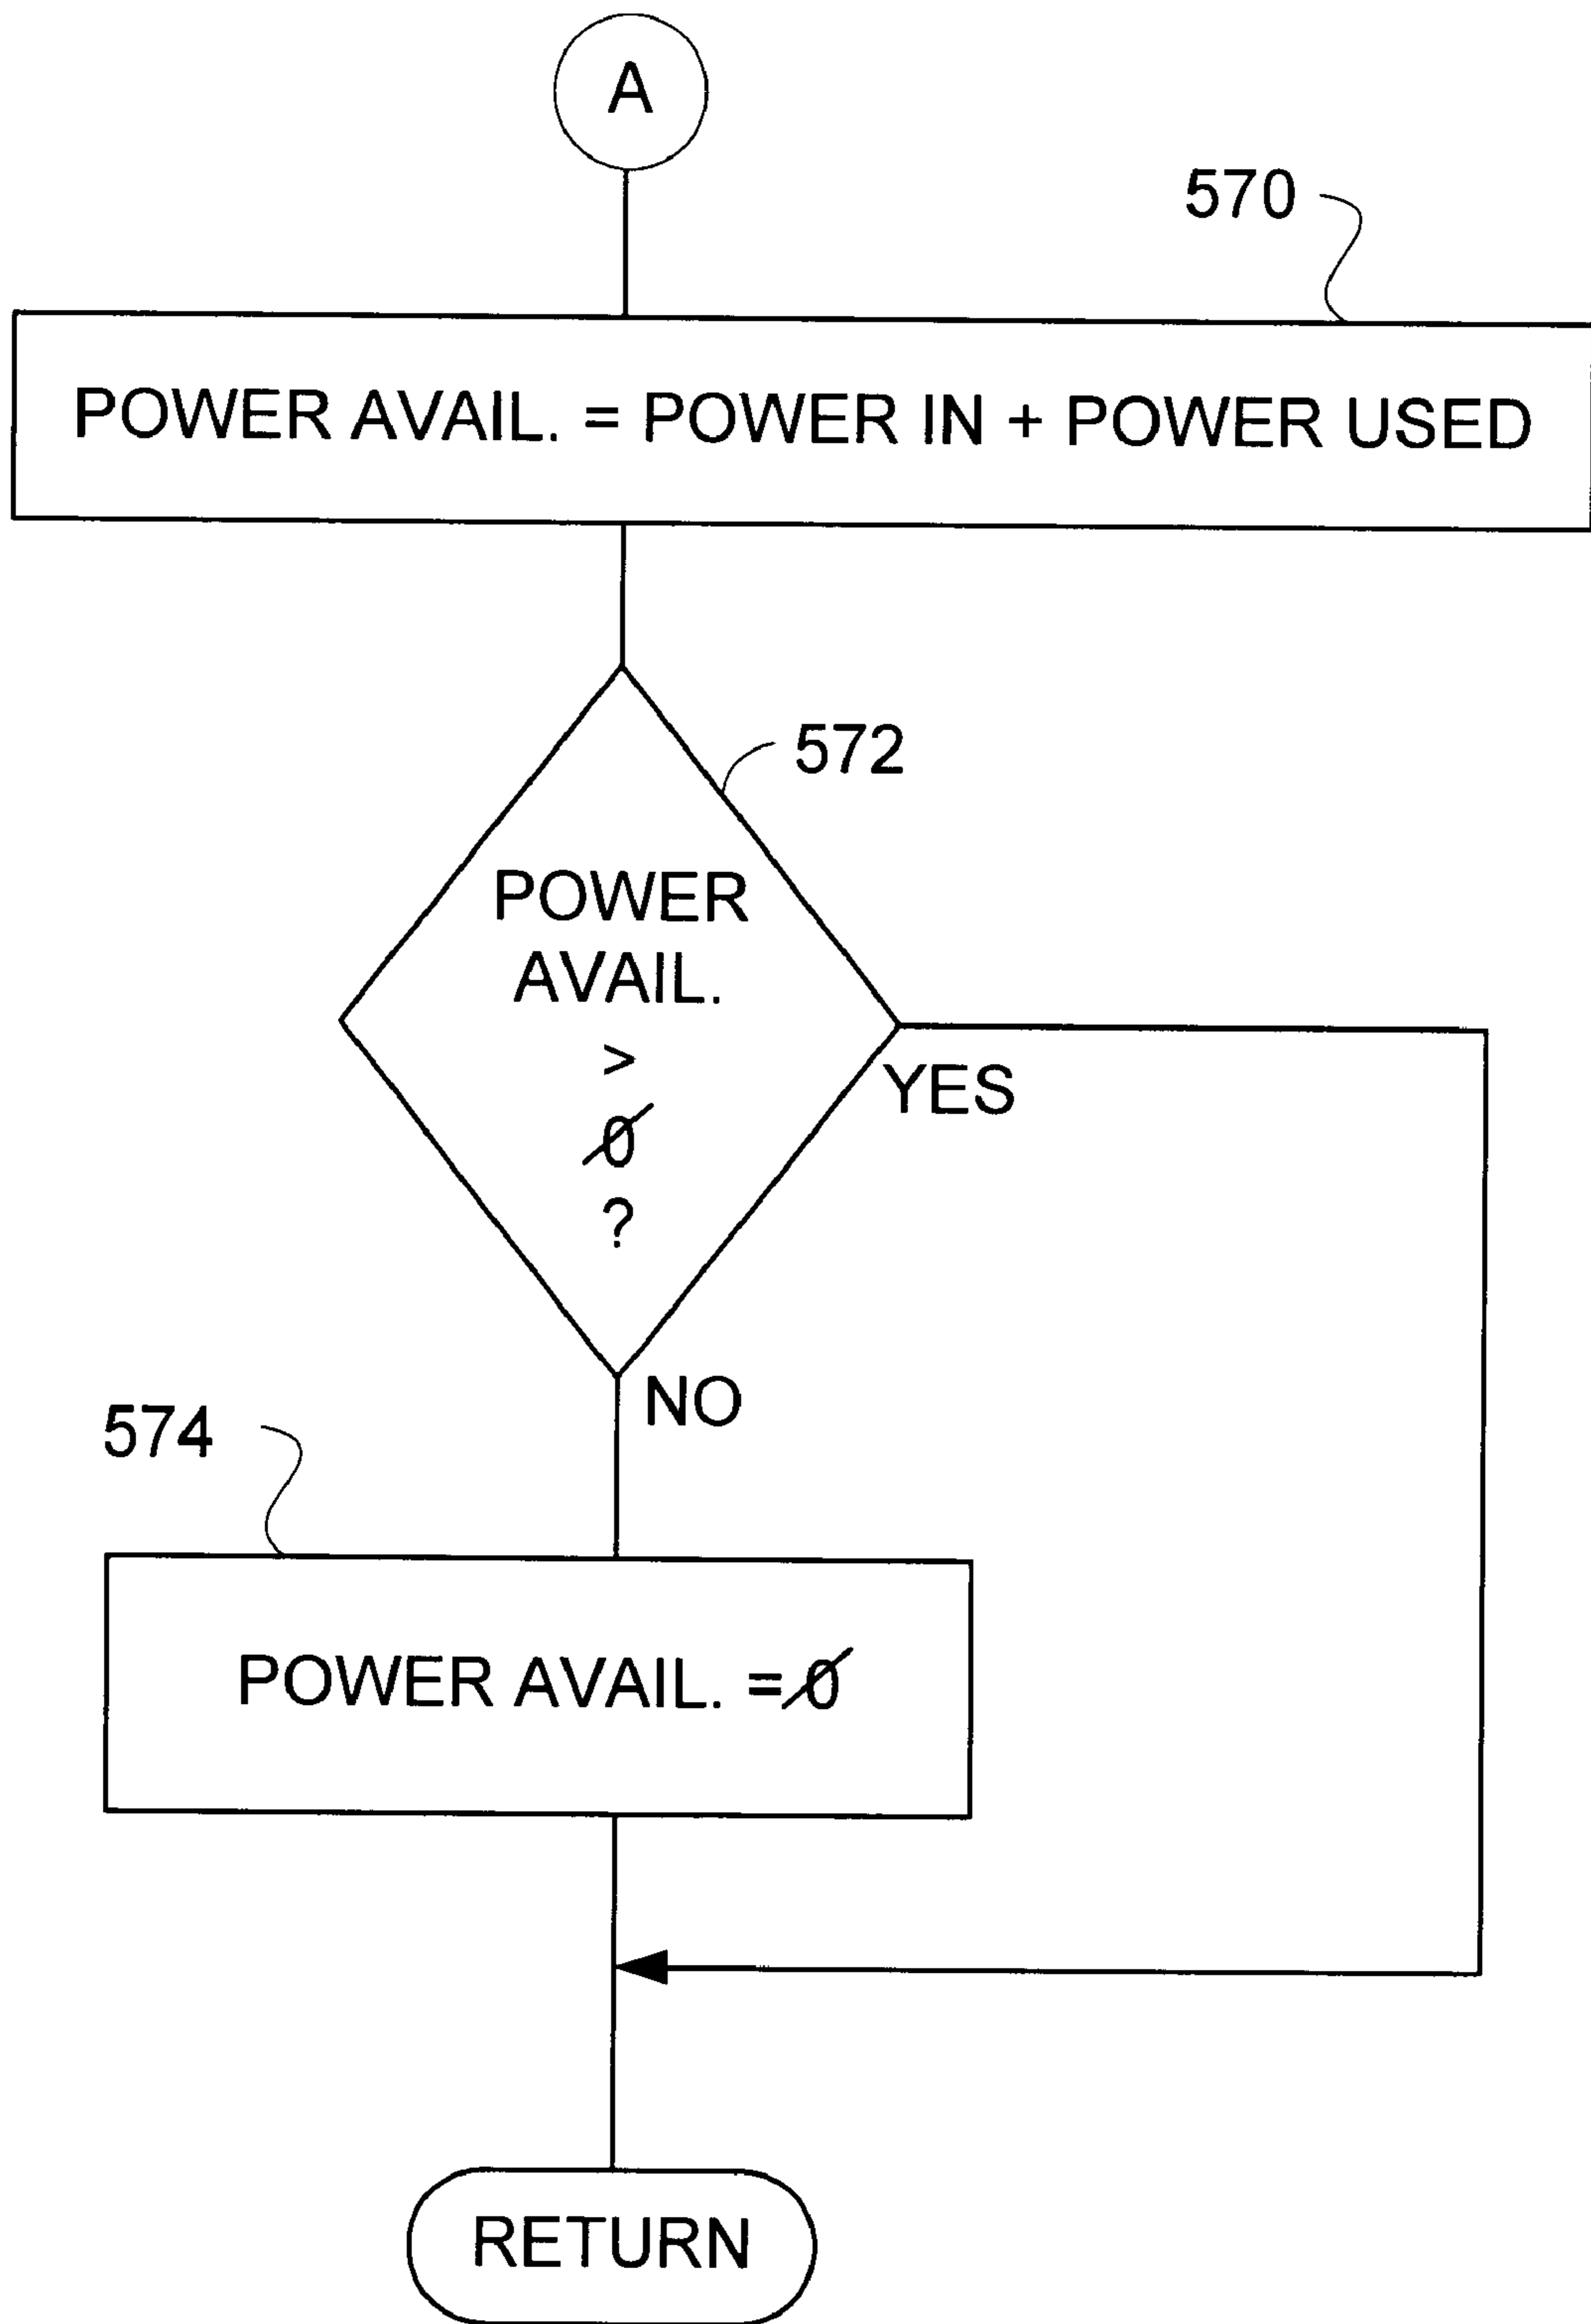 A
570
POWER AVAIL. = POWER IN + POWER USED
572
POWER
AVAIL.
>
0̸
?
YES
NO
574
POWER AVAIL. = 0̸
RETURN